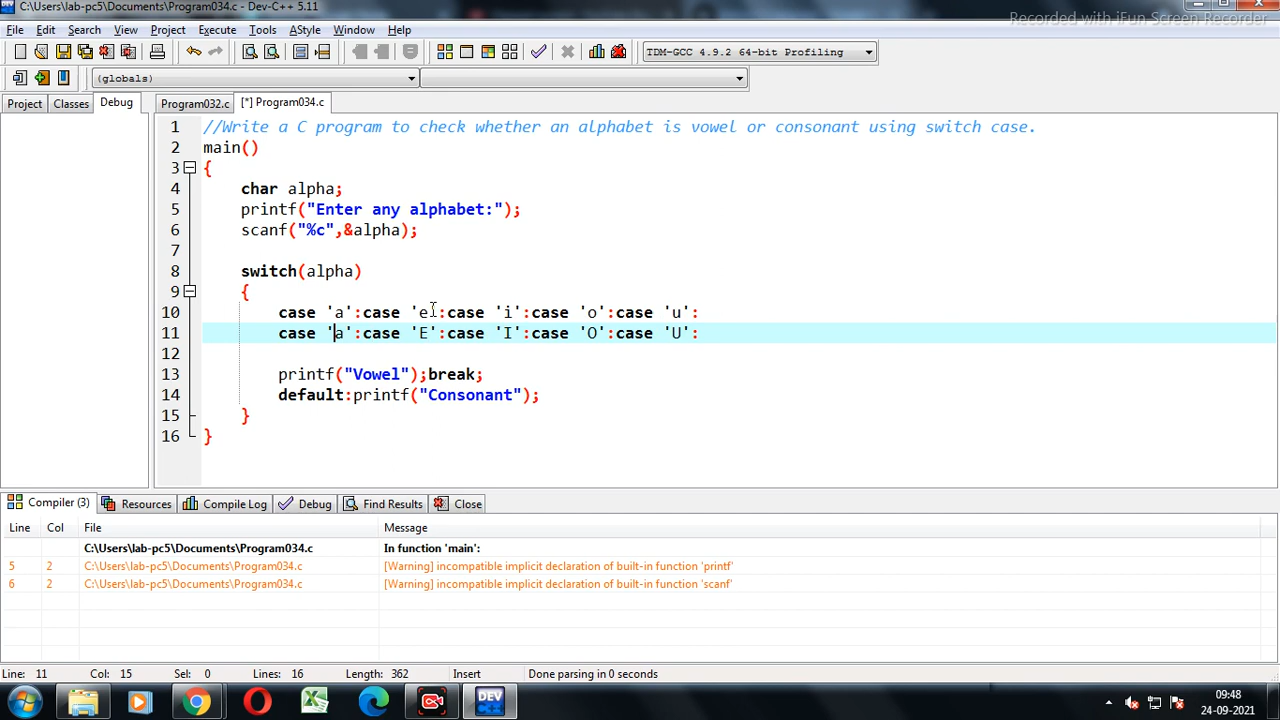 C:\Users\lab-pc5\Documents\Program034.c - Dev-C++ 5.11
Recorded with iFun Screen Recorder
File Edit Search View Project Execute Tools AStyle Window Help
TDM-GCC 4.9.2 64-bit Profiling
(globals)
Project Classes Debug Program032.c [*] Program034.c
1 //Write a C program to check whether an alphabet is vowel or consonant using switch case.
2 main()
3 {
4 char alpha;
5 printf("Enter any alphabet:");
6 scanf("%c",&alpha);
7
8 switch(alpha)
9 {
10 case 'a':case 'e':case 'i':case 'o':case 'u':
11 case 'a':case 'E':case 'I':case 'O':case 'U':
12
13 printf("Vowel");break;
14 default:printf("Consonant");
15 }
16 }
Compiler (3) Resources Compile Log Debug Find Results Close
Line Col File Message
C:\Users\lab-pc5\Documents\Program034.c In function 'main':
5 2 C:\Users\lab-pc5\Documents\Program034.c [Warning] incompatible implicit declaration of built-in function 'printf'
6 2 C:\Users\lab-pc5\Documents\Program034.c [Warning] incompatible implicit declaration of built-in function 'scanf'
Line: 11 Col: 15 Sel: 0 Lines: 16 Length: 362 Insert Done parsing in 0 seconds
DEV
09:48
24-09-2021